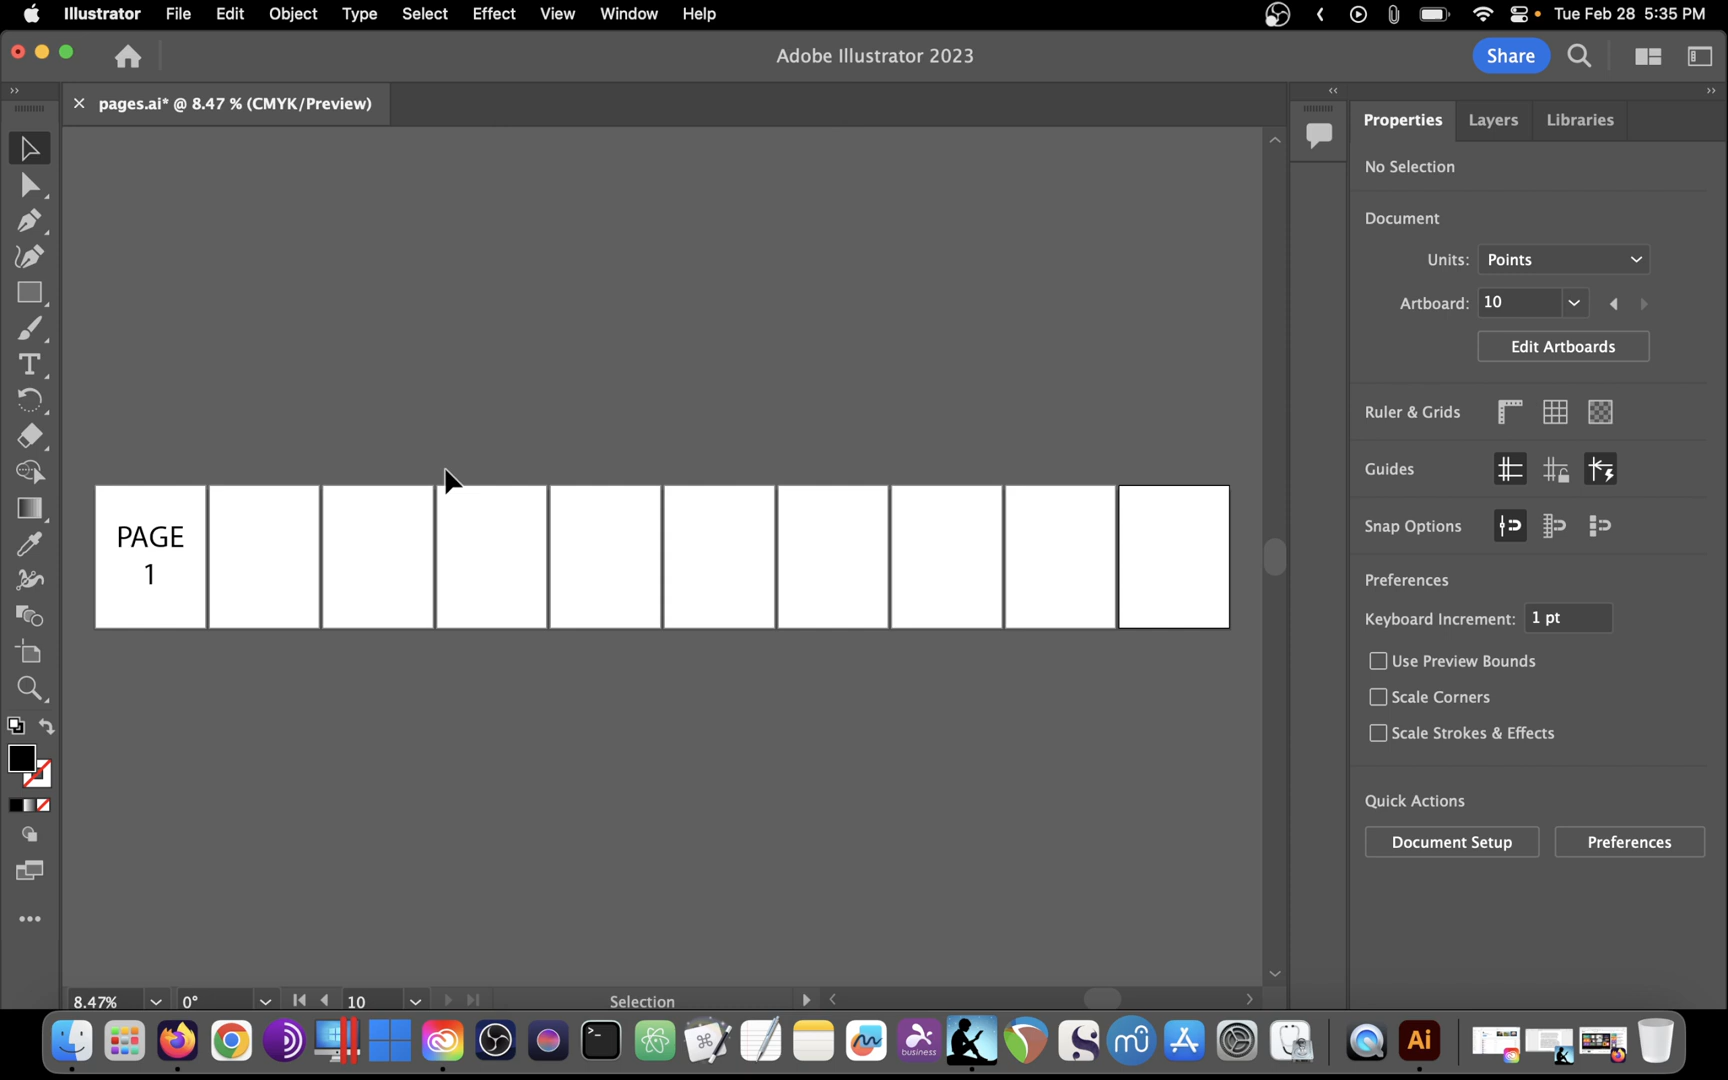 Illustrator File Edit Object Type Select Effect View Window Help
Tue Feb 28 5:35 PM
Adobe Illustrator 2023
Share
pages.ai* @ 8.47 % (CMYK/Preview)
Properties Layers Libraries
No Selection
Document
Units: Points
Artboard: 10
Edit Artboards
Ruler & Grids
Guides
Snap Options
Preferences
Keyboard Increment: 1 pt
Use Preview Bounds
Scale Corners
Scale Strokes & Effects
Quick Actions
Document Setup Preferences
PAGE
1
8.47% 0° 10 Selection
business
Ai